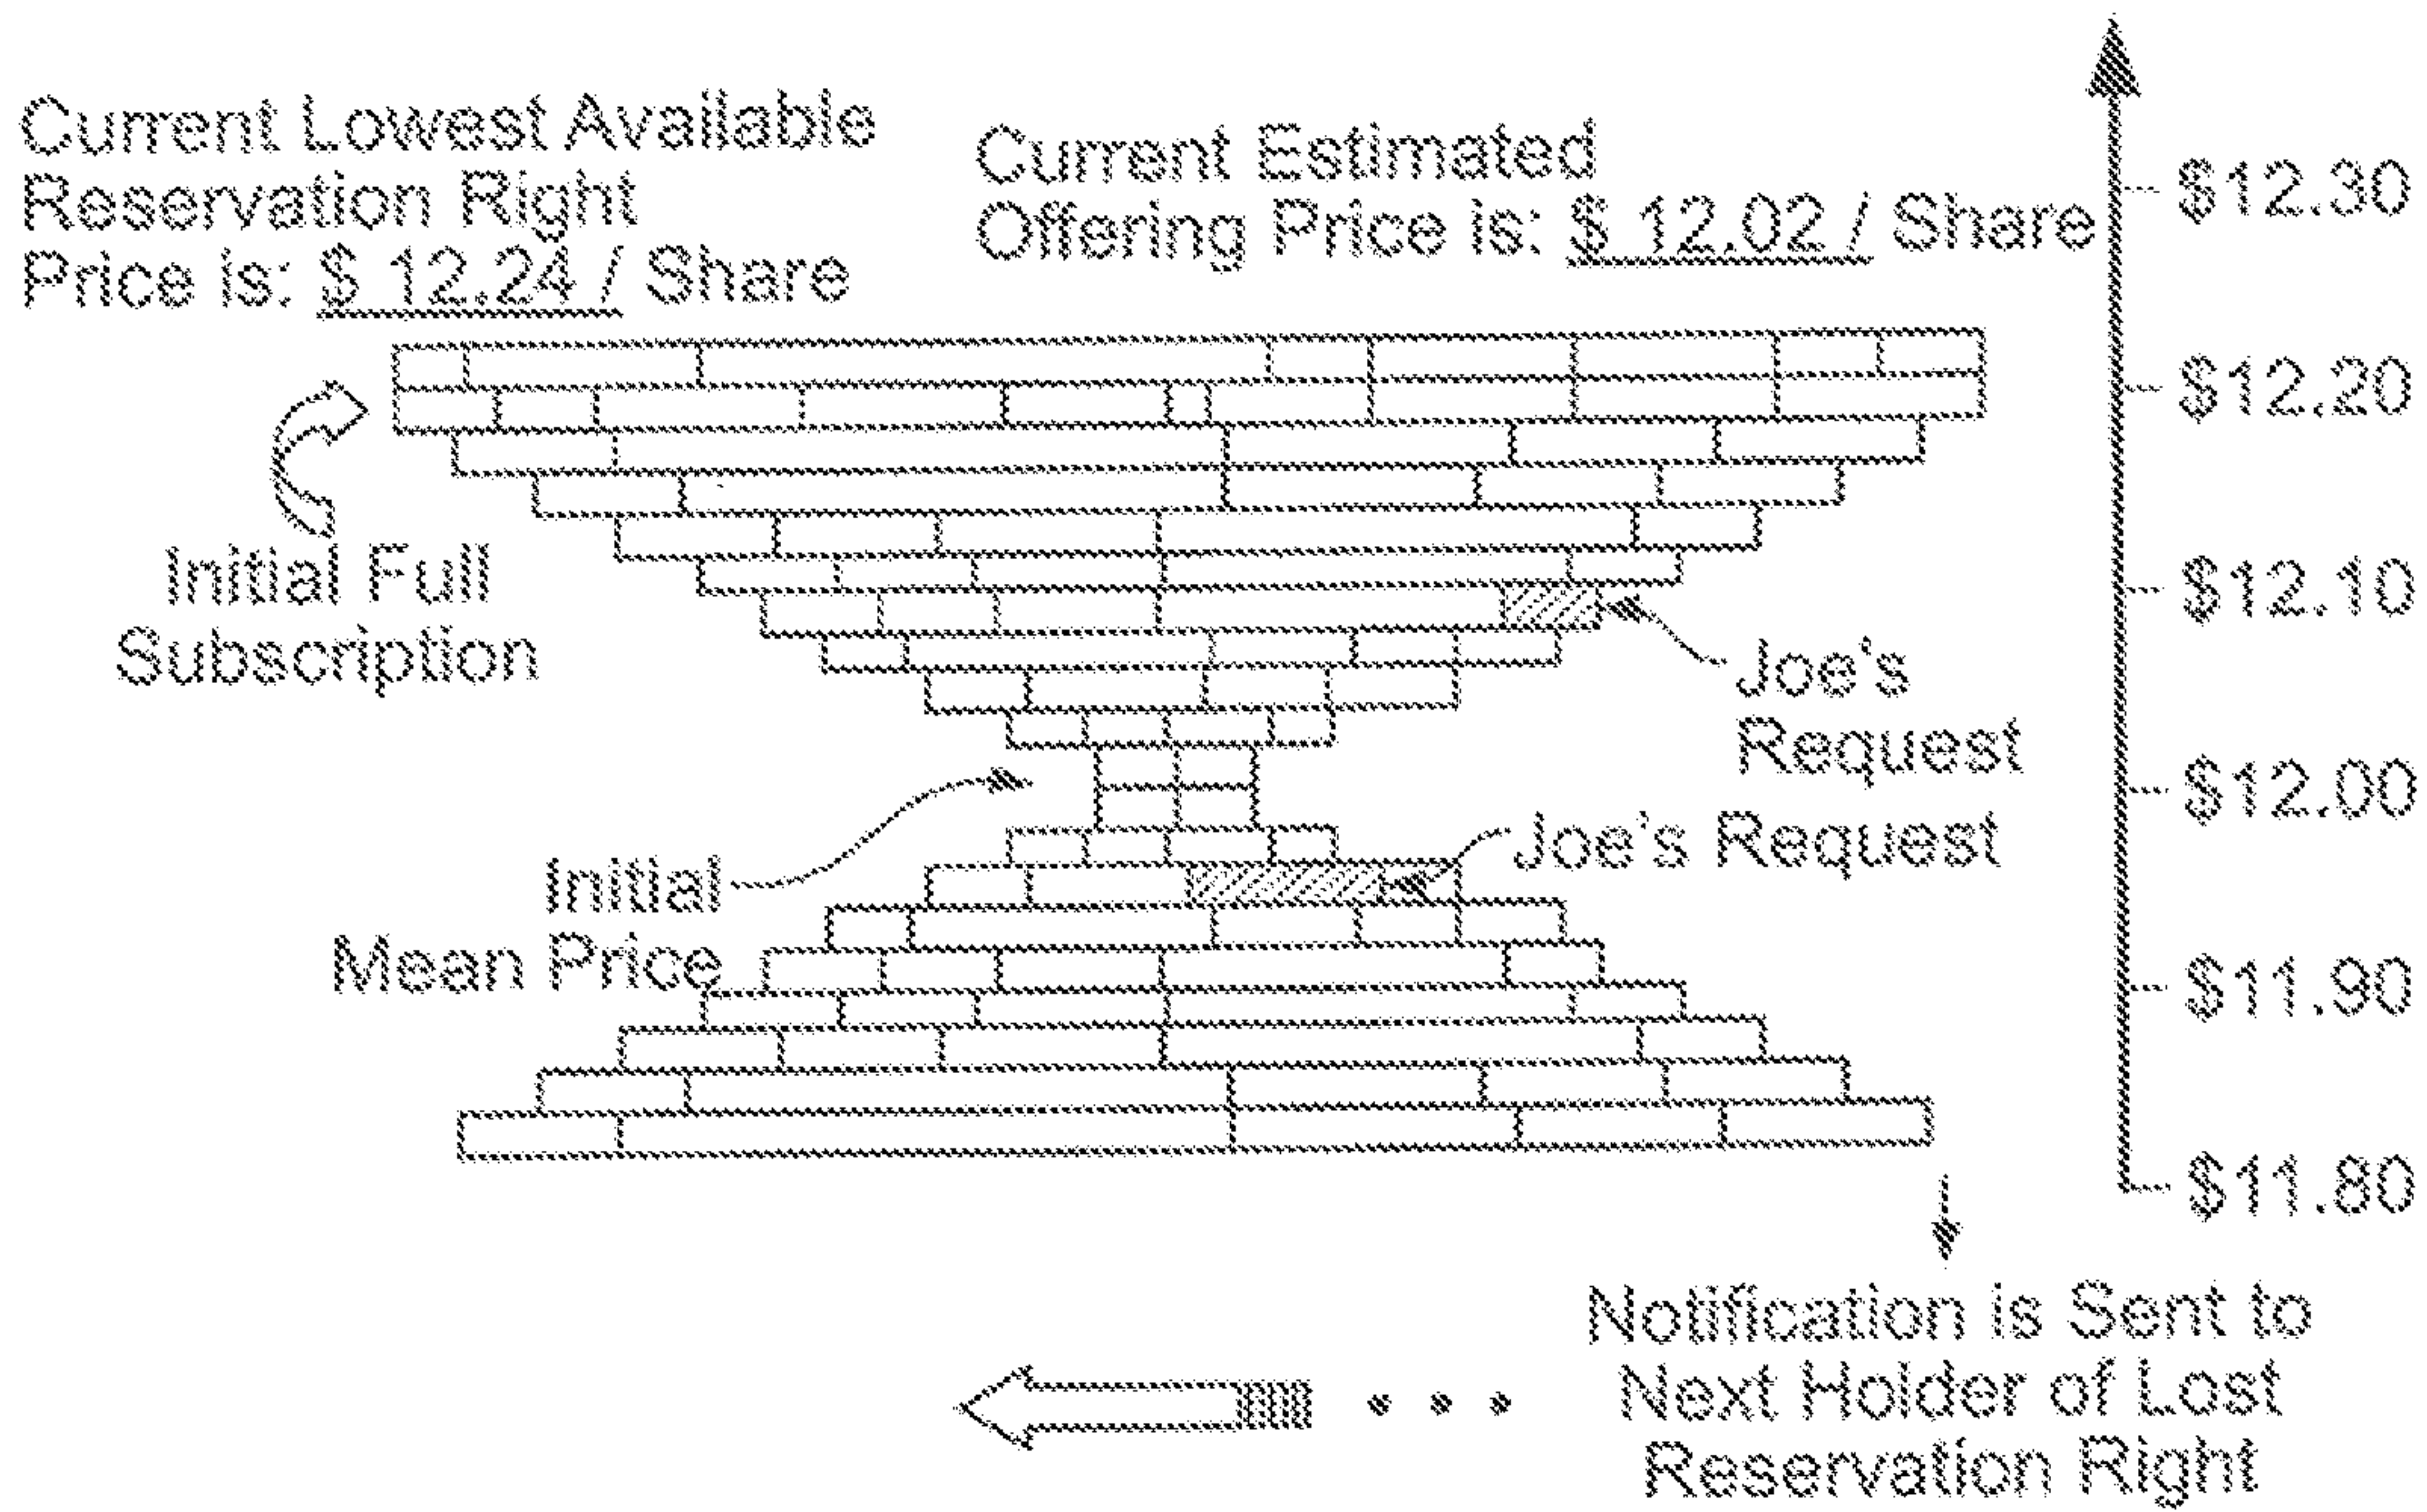 Current Lowest Available
Reservation Right
Price is: $ 12.24 / Share
Current Estimated
Offering Price is: $ 12.02 / Share
$12.30
$12.20
$12.10
$12.00
$11.90
$11.80
Initial Full
Subscription
Joe's
Request
Joe's Request
Initial
Mean Price
Notification is Sent to
Next Holder of Lost
Reservation Right